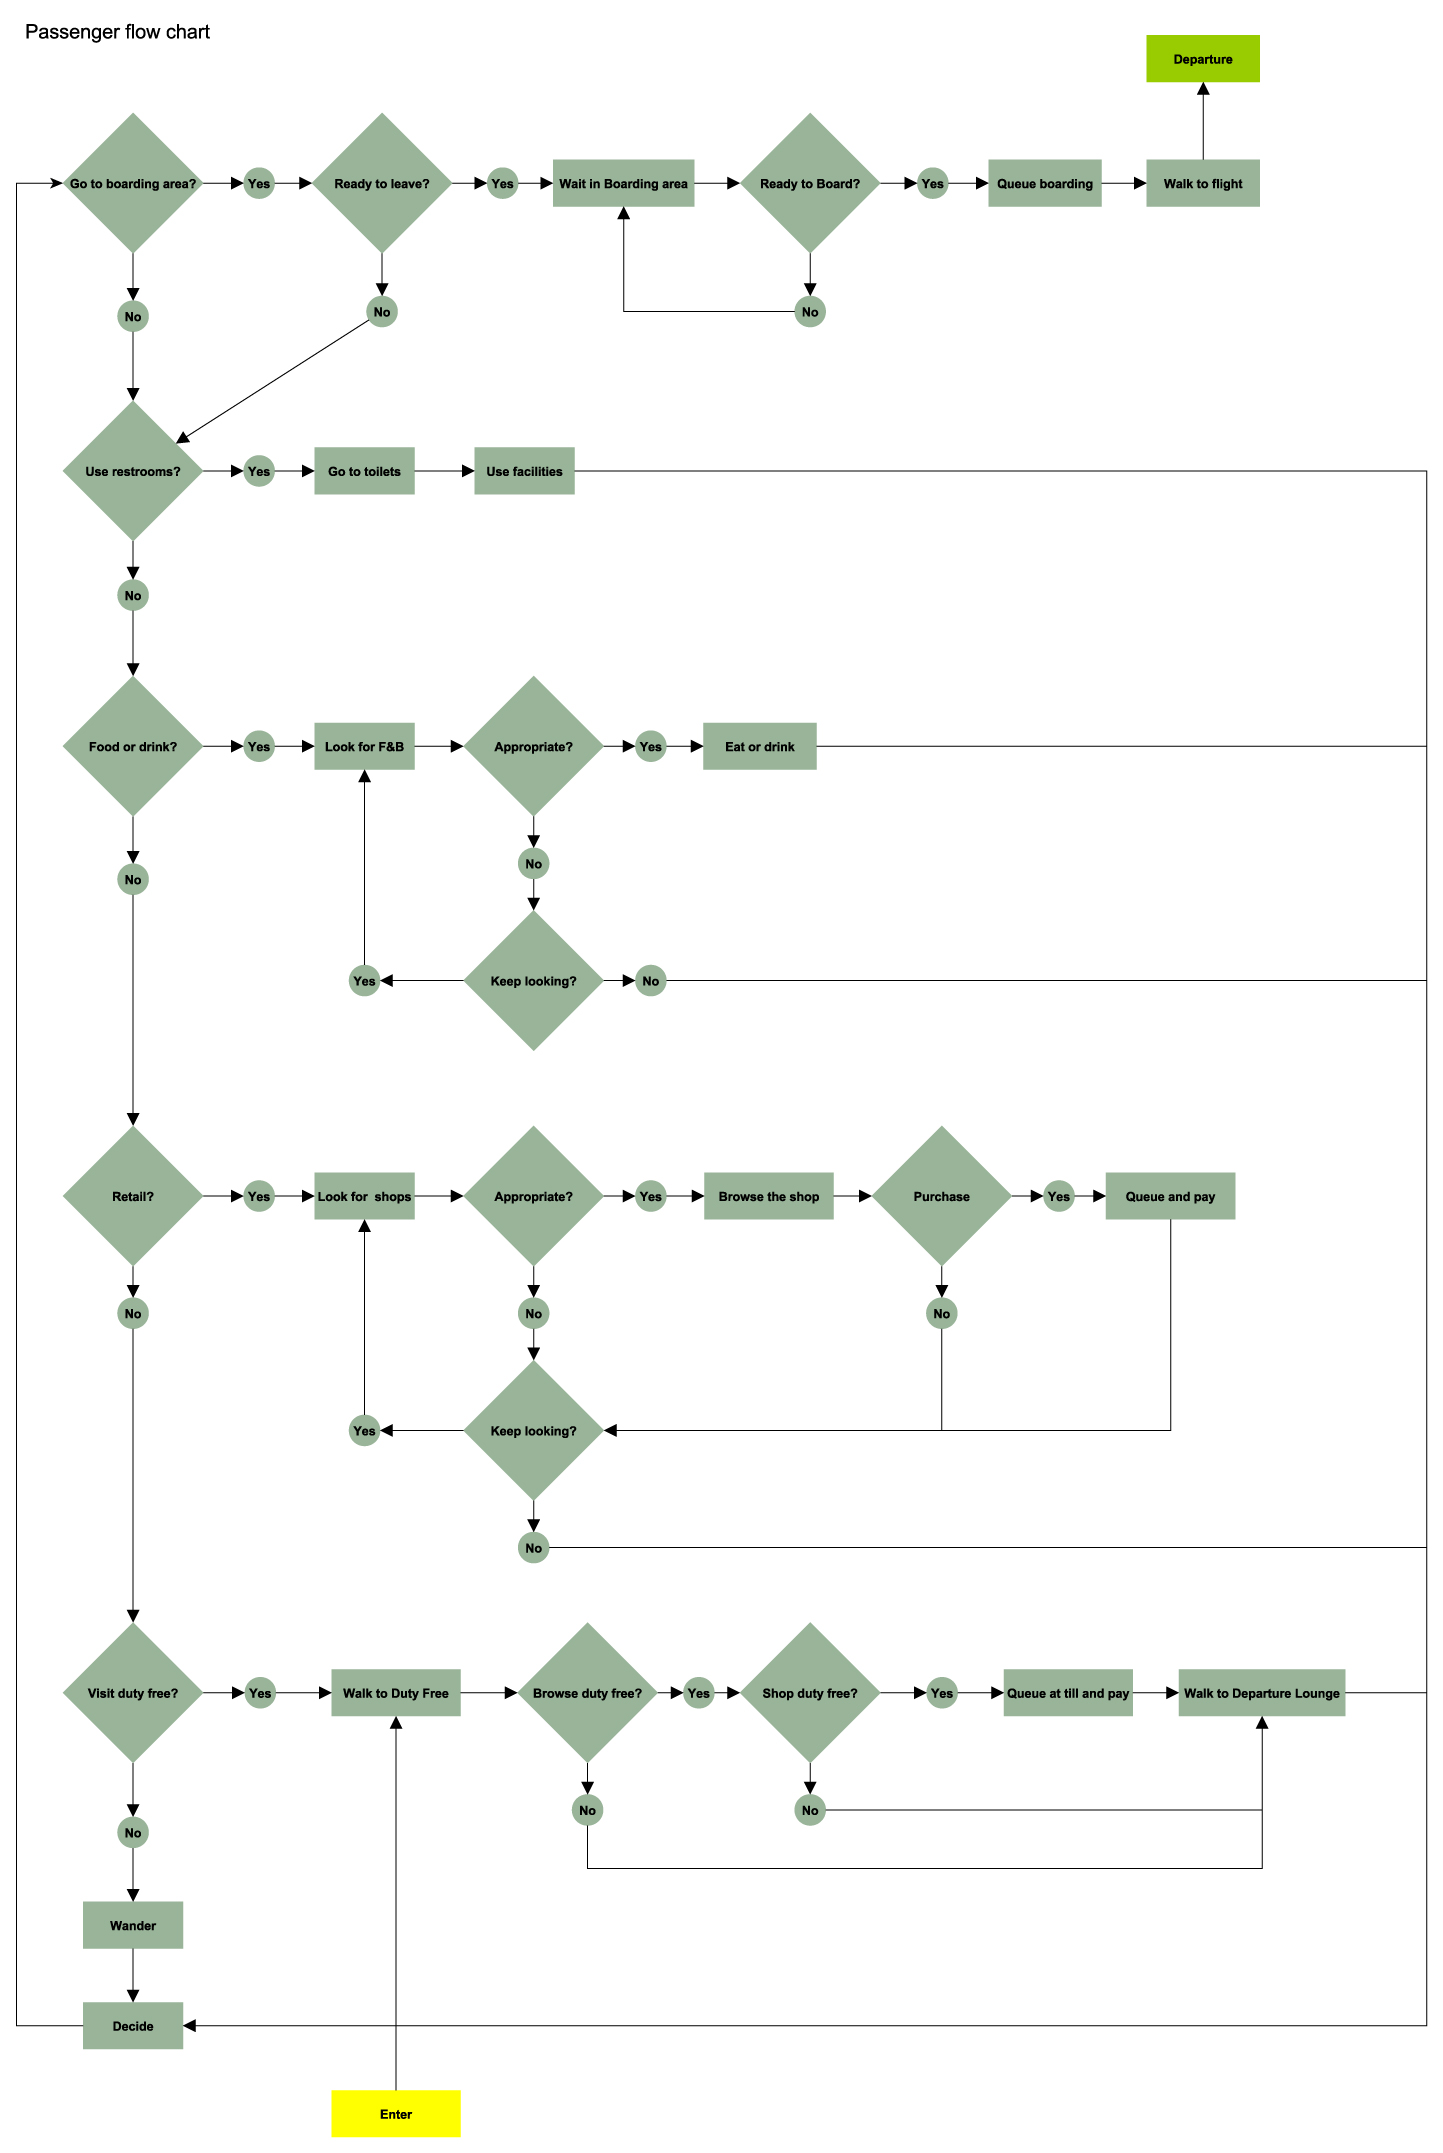 Passenger flow chart
Departure
Go to boarding area?
Yes
Ready to leave?
Yes
Wait in Boarding area
Ready to Board?
Yes
Queue boarding
Walk to flight
No
No
No
Use restrooms?
Yes
Go to toilets
Use facilities
No
Food or drink?
Yes
Look for F&B
Appropriate?
Yes
Eat or drink
No
No
Yes
Keep looking?
No
Retail?
Yes
Look for  shops
Appropriate?
Yes
Browse the shop
Purchase
Yes
Queue and pay
No
No
No
Yes
Keep looking?
No
Visit duty free?
Yes
Walk to Duty Free
Browse duty free?
Yes
Shop duty free?
Yes
Queue at till and pay
Walk to Departure Lounge
No
No
No
Wander
Decide
Enter